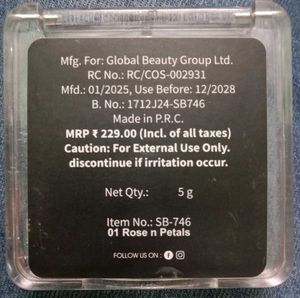 Mfg. For: Global Beauty Group Ltd.
RC No.: RC/COS-002931
Mfd.: 01/2025, Use Before: 12/2028
B. No.: 1712J24-SB746
Made in P.R.C.
MRP ₹ 229.00 (Incl. of all taxes)
Caution: For External Use Only.
discontinue if irritation occur.
Net Qty.: 5 g
Item No.: SB-746
01 Rose n Petals
FOLLOW US ON :